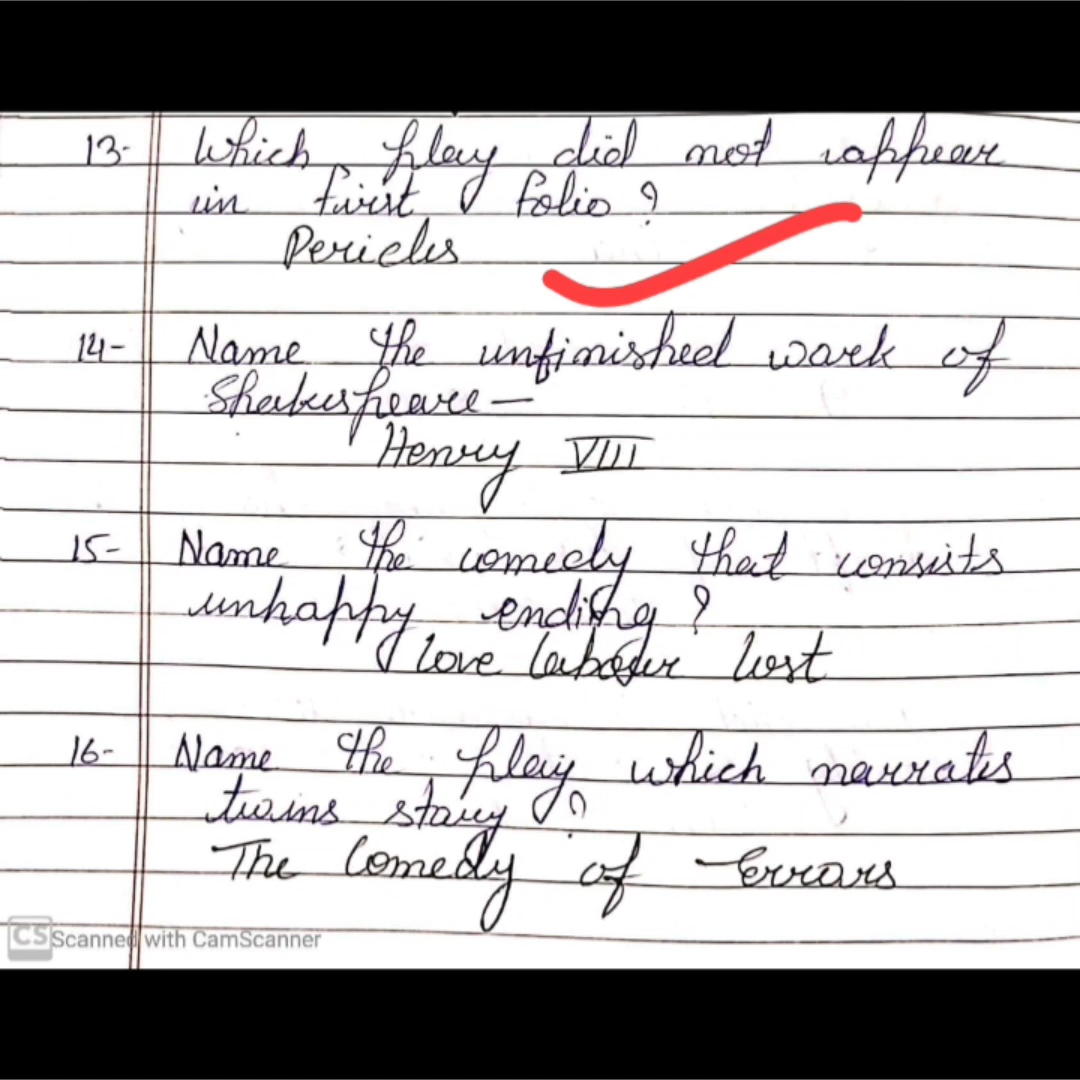 13- Which play did not appear
in first folio ?
Pericles
14- Name the unfinished work of
Shakespeare -
Henry VIII
15- Name the comedy that consists
unhappy ending ?
Love labour lost
16- Name the play which narrates
twins story ?
The Comedy of Errors
CS Scanned with CamScanner